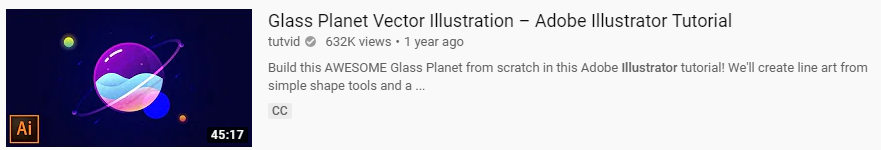 Glass Planet Vector Illustration – Adobe Illustrator Tutorial
tutvid 632K views • 1 year ago
Build this AWESOME Glass Planet from scratch in this Adobe Illustrator tutorial! We'll create line art from
simple shape tools and a ...
CC
Ai
45:17